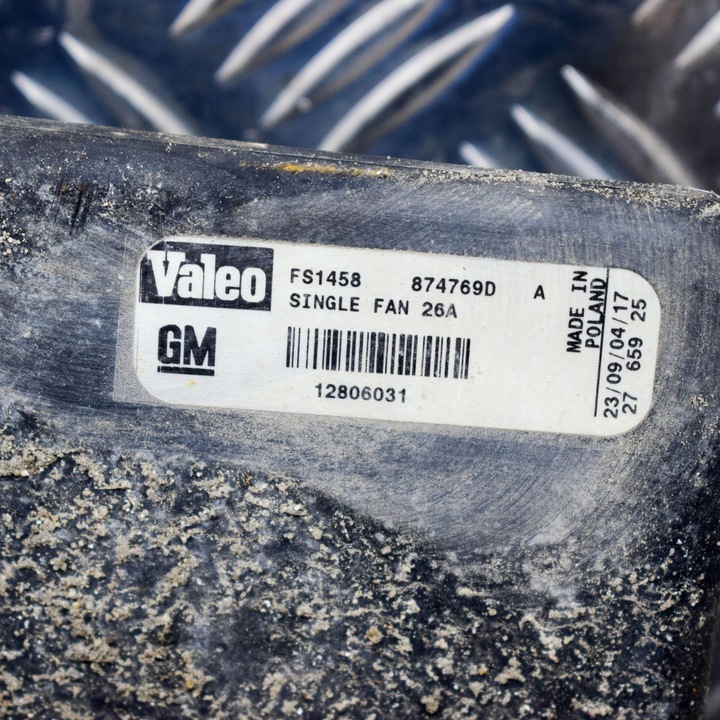 Valeo
FS1458 874769D A
SINGLE FAN 26A
GM
12806031
MADE IN
POLAND
23/09/04/17
27 659 25